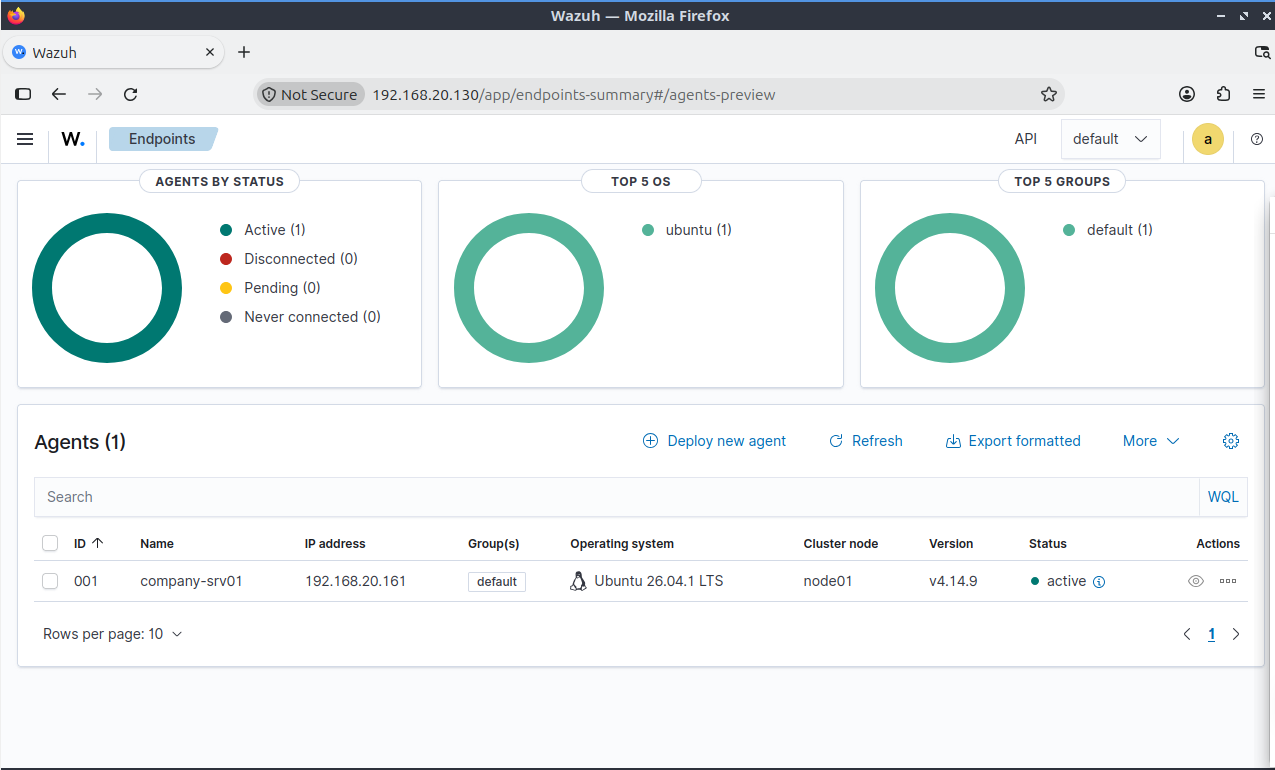 Wazuh — Mozilla Firefox
Wazuh
Not Secure 192.168.20.130/app/endpoints-summary#/agents-preview
W. Endpoints API default a
AGENTS BY STATUS
Active (1)
Disconnected (0)
Pending (0)
Never connected (0)
TOP 5 OS
ubuntu (1)
TOP 5 GROUPS
default (1)
Agents (1) Deploy new agent Refresh Export formatted More
Search WQL
ID Name IP address Group(s) Operating system Cluster node Version Status Actions
001 company-srv01 192.168.20.161 default Ubuntu 26.04.1 LTS node01 v4.14.9 active
Rows per page: 10 1